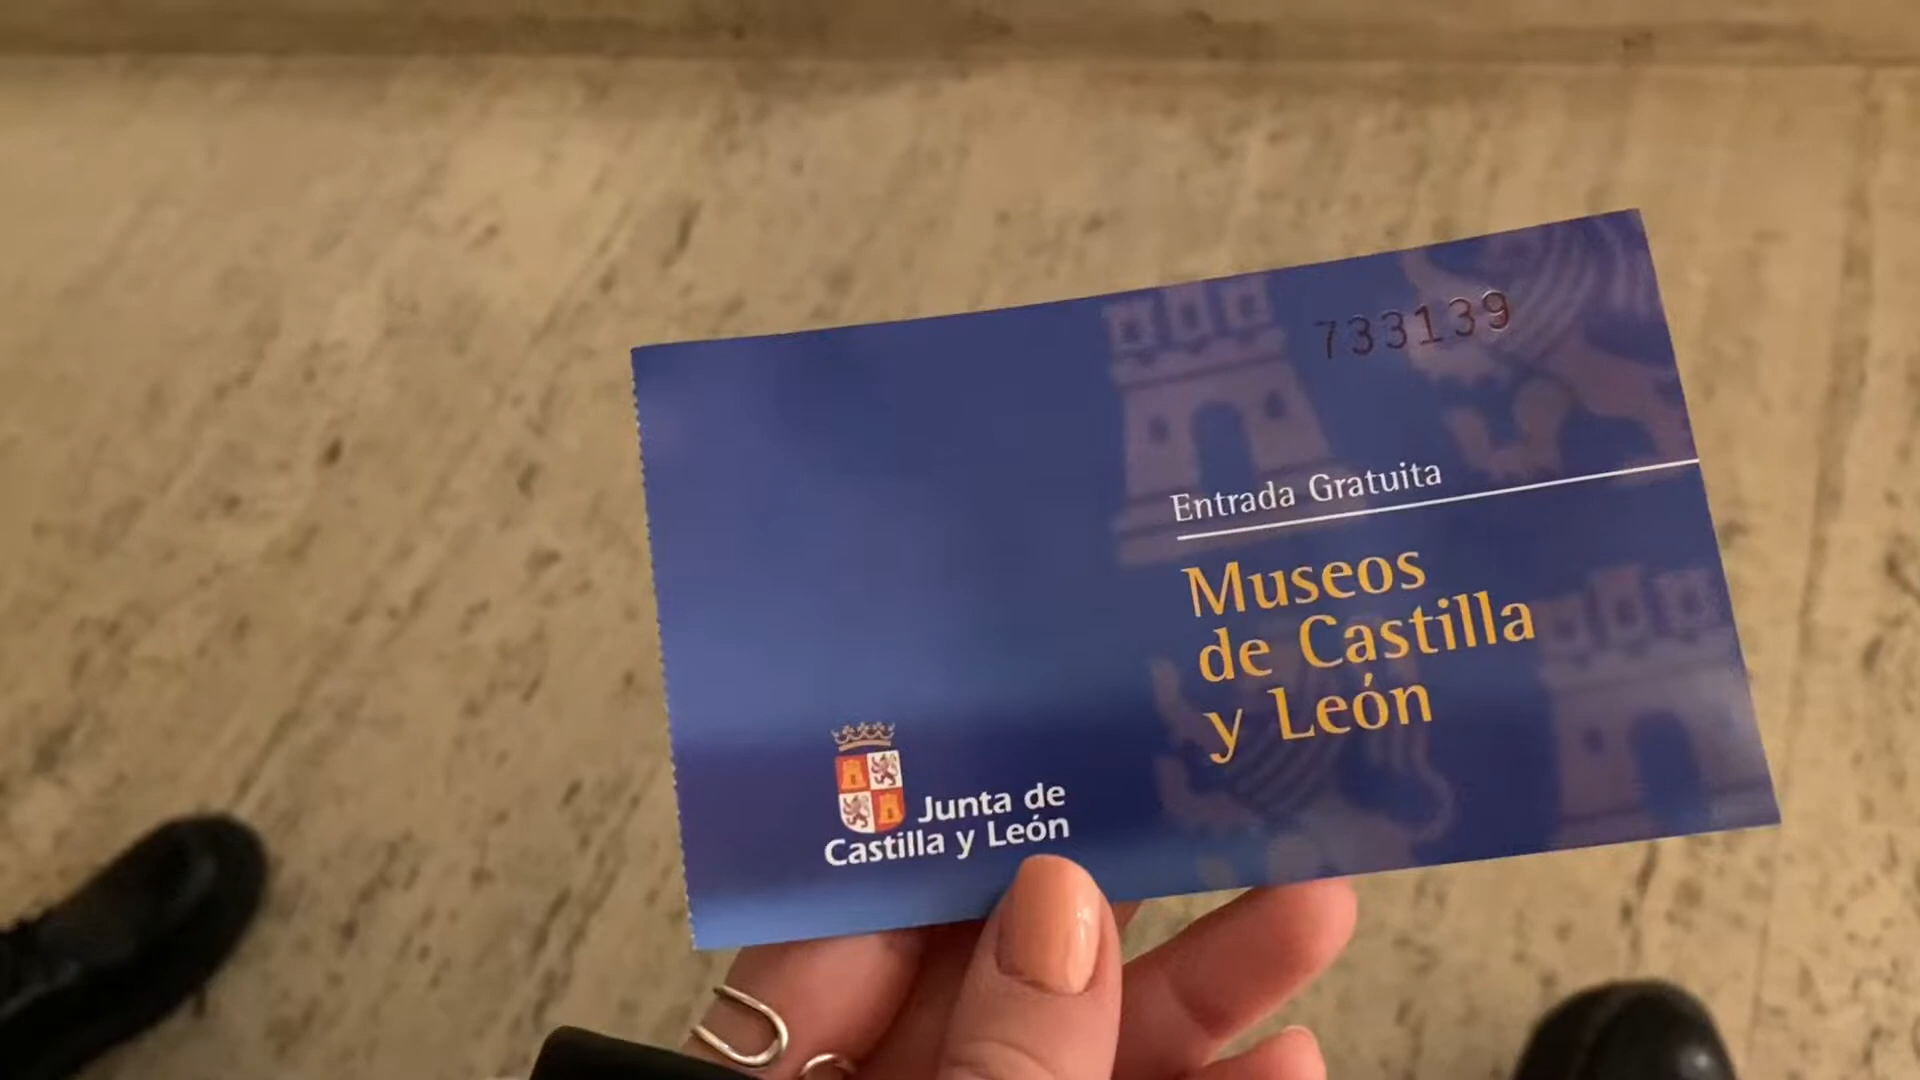 733139
Entrada Gratuita
Museos
de Castilla
y León
Junta de
Castilla y León